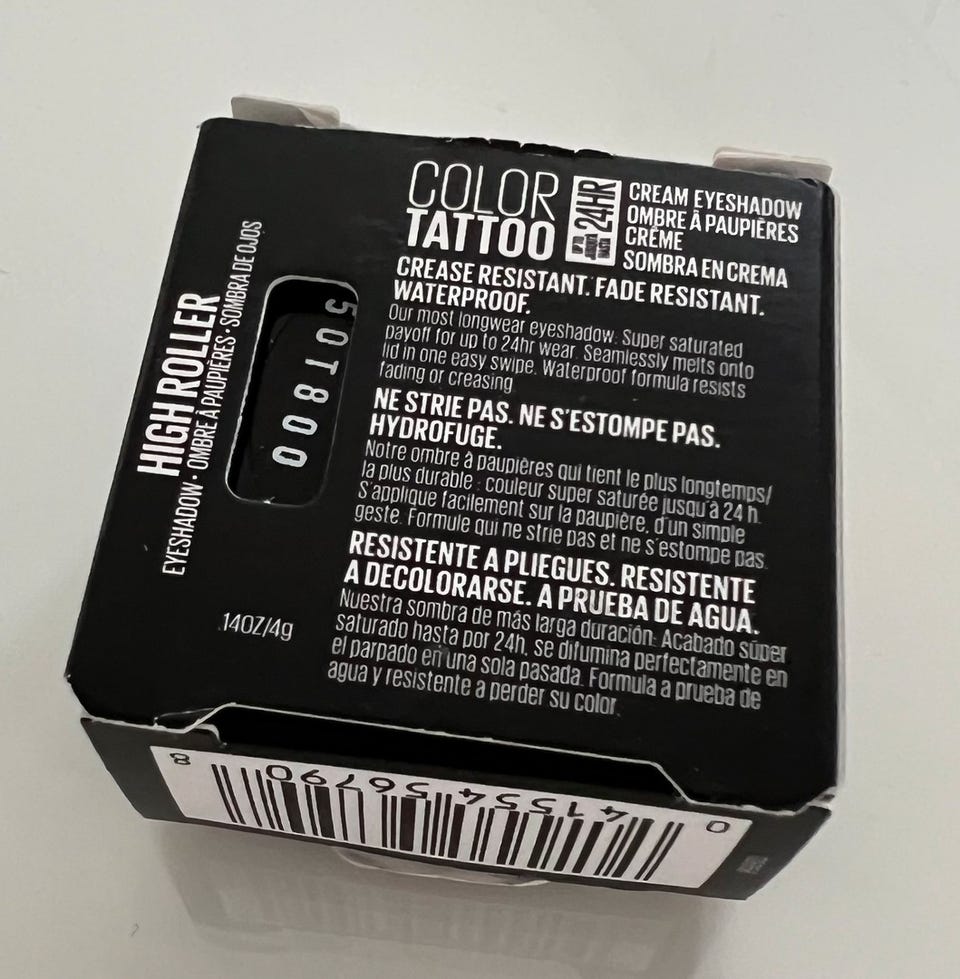 COLOR
TATTOO
24HR
CREAM EYESHADOW
OMBRE À PAUPIÈRES
CRÈME
SOMBRA EN CREMA
CREASE RESISTANT. FADE RESISTANT.
WATERPROOF.
Our most longwear eyeshadow. Super saturated
payoff for up to 24hr wear. Seamlessly melts onto
lid in one easy swipe. Waterproof formula resists
fading or creasing
NE STRIE PAS. NE S'ESTOMPE PAS.
HYDROFUGE.
Notre ombre à paupières qui tient le plus longtemps/
la plus durable : couleur super saturée jusqu'à 24 h.
S'applique facilement sur la paupière, d'un simple
geste. Formule qui ne strie pas et ne s'estompe pas.
RESISTENTE A PLIEGUES. RESISTENTE
A DECOLORARSE. A PRUEBA DE AGUA.
Nuestra sombra de más larga duración: Acabado súper
saturado hasta por 24h, se difumina perfectamente en
el parpado en una sola pasada. Formula a prueba de
agua y resistente a perder su color.
HIGH ROLLER
EYESHADOW • OMBRE À PAUPIÈRES • SOMBRA DE OJOS
50T800
.14OZ/4g
0 41554 56790 8